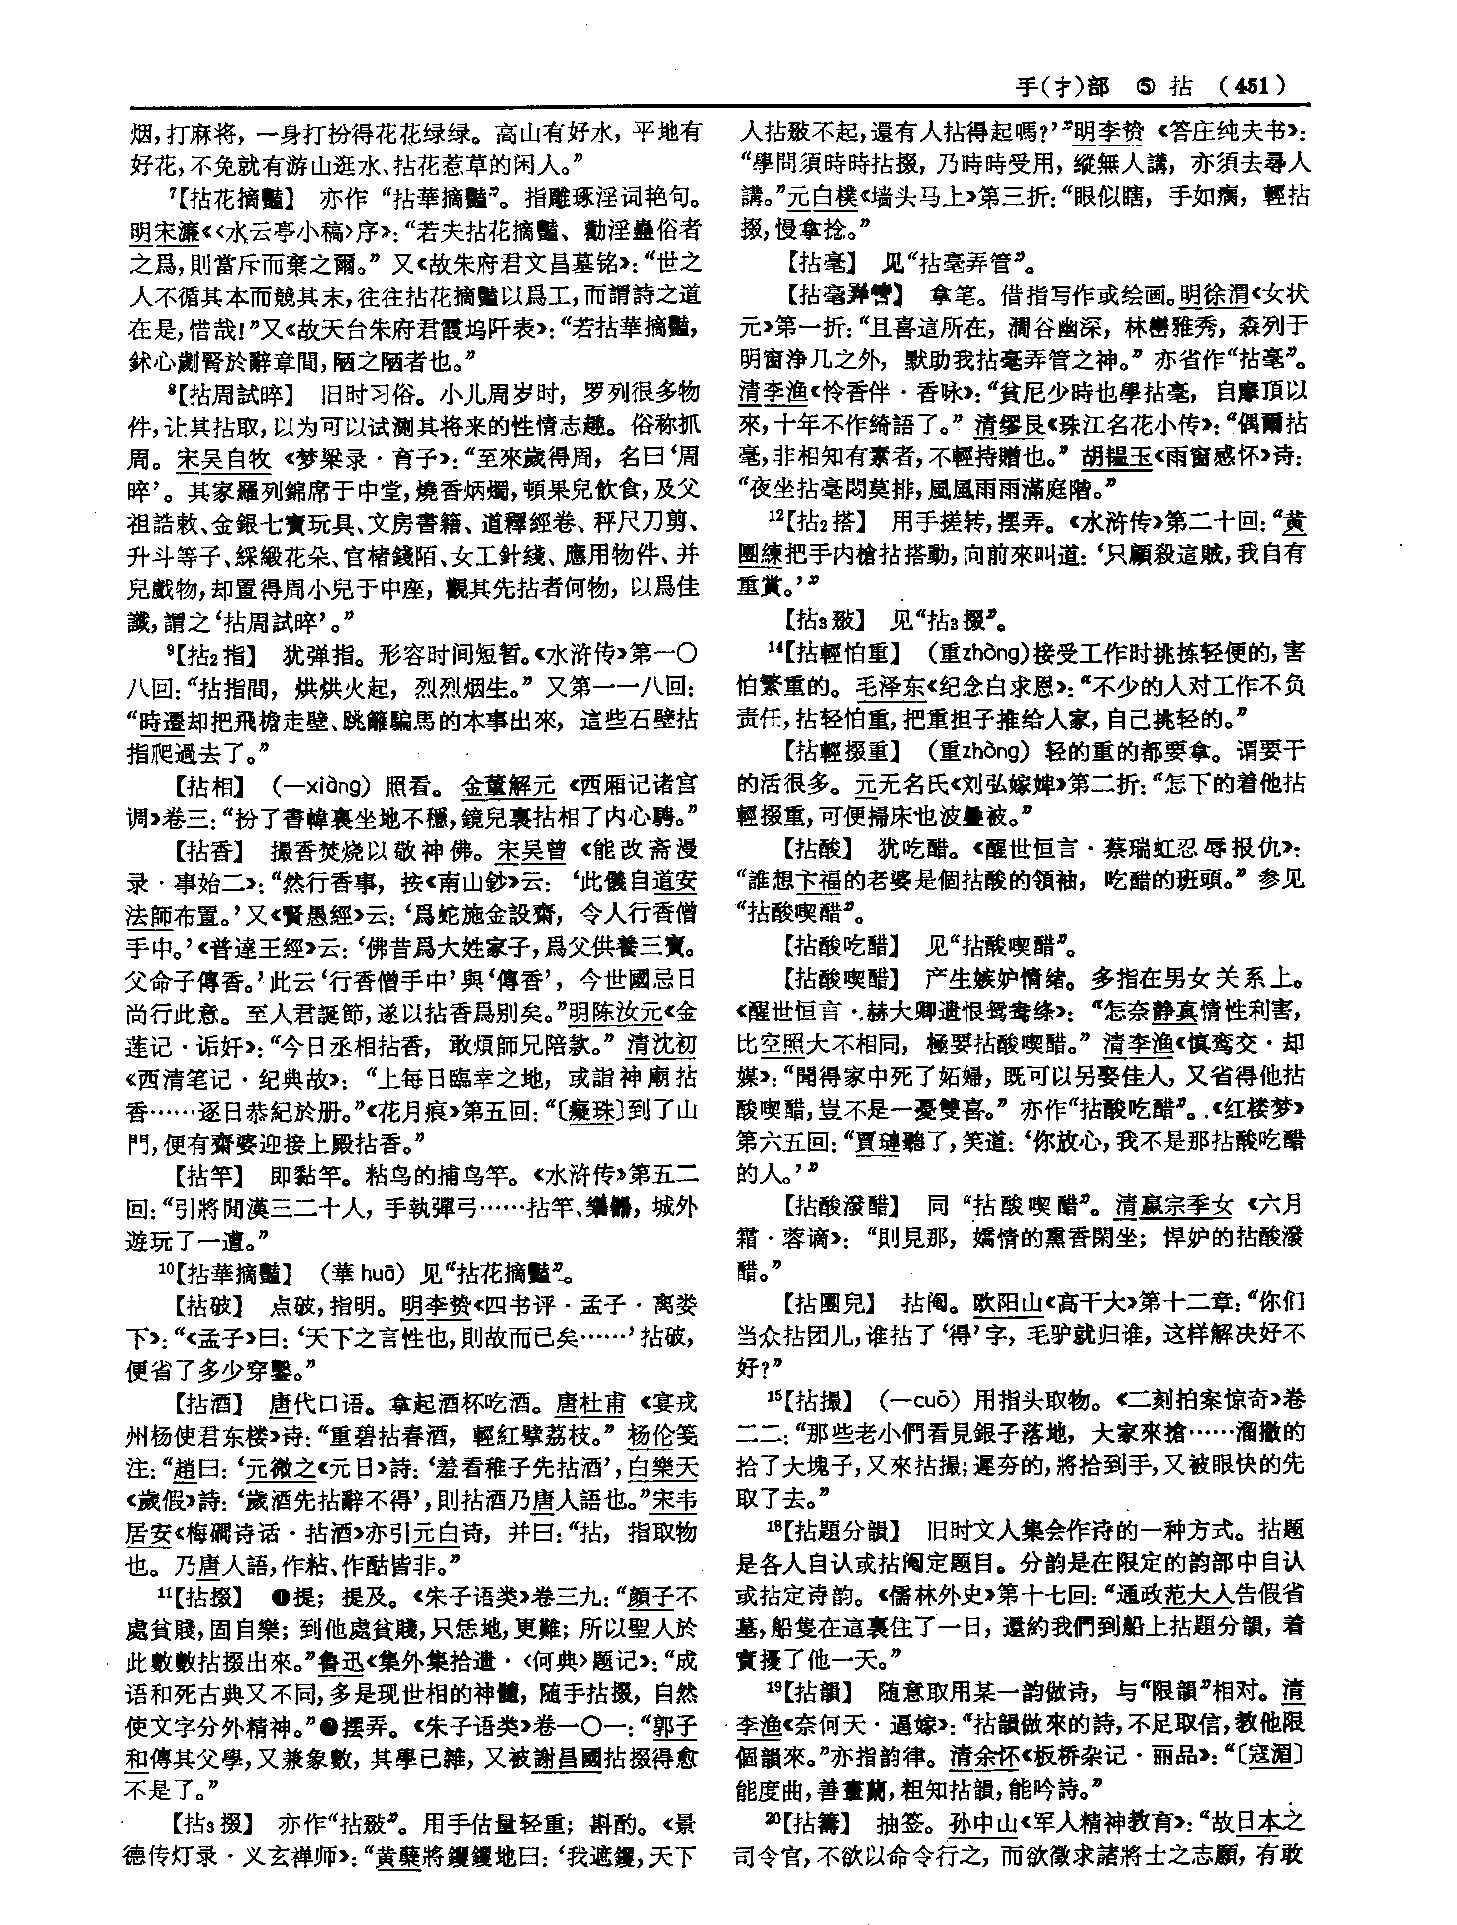 手(扌)部　⑤ 拈　(451)
烟,打麻将，一身打扮得花花绿绿。高山有好水，平地有
好花,不免就有游山逛水、拈花惹草的闲人。”
⁷【拈花摘豔】　亦作“拈華摘豔”。指雕琢淫词艳句。
明宋濂《〈水云亭小稿〉序》：“若夫拈花摘豔、勸淫蠱俗者
之爲,則當斥而棄之爾。”又《故朱府君文昌墓铭》：“世之
人不循其本而競其末,往往拈花摘豔以爲工,而謂詩之道
在是,惜哉！”又《故天台朱府君霞坞阡表》：“若拈華摘豔，
鉥心劌腎於辭章間,陋之陋者也。”
⁸【拈周試晬】　旧时习俗。小儿周岁时，罗列很多物
件,让其拈取,以为可以试测其将来的性情志趣。俗称抓
周。宋吴自牧《梦粱录·育子》：“至來歲得周，名曰‘周
晬’。其家羅列錦席于中堂,燒香炳燭,頓果兒飲食,及父
祖誥敕、金銀七寶玩具、文房書籍、道釋經卷、秤尺刀剪、
升斗等子、綵緞花朵、官楮錢陌、女工針綫、應用物件、并
兒戲物,却置得周小兒于中座，觀其先拈者何物，以爲佳
讖,謂之‘拈周試晬’。”
⁹【拈₂指】　犹弹指。形容时间短暂。《水浒传》第一〇
八回：“拈指間，烘烘火起，烈烈烟生。”又第一一八回：
“時遷却把飛檐走壁、跳籬騙馬的本事出來，這些石壁拈
指爬過去了。”
【拈相】　(一xiàng) 照看。金董解元《西厢记诸宫
调》卷三：“扮了書幃裏坐地不穩,鏡兒裏拈相了内心騁。”
【拈香】　撮香焚烧以敬神佛。宋吴曾《能改斋漫
录·事始二》：“然行香事，按《南山鈔》云：‘此儀自道安
法師布置。’又《賢愚經》云：‘爲蛇施金設齋，令人行香僧
手中。’《普達王經》云：‘佛昔爲大姓家子,爲父供養三寶。
父命子傳香。’此云‘行香僧手中’與‘傳香’，今世國忌日
尚行此意。至人君誕節,遂以拈香爲别矣。”明陈汝元《金
莲记·诟奸》：“今日丞相拈香，敢煩師兄陪款。”清沈初
《西清笔记·纪典故》：“上每日臨幸之地，或詣神廟拈
香……逐日恭紀於册。”《花月痕》第五回：“〔癡珠〕到了山
門,便有齋婆迎接上殿拈香。”
【拈竿】　即黏竿。粘鸟的捕鸟竿。《水浒传》第五二
回：“引將閒漢三二十人，手執彈弓……拈竿、樂器，城外
遊玩了一遭。”
¹⁰【拈華摘豔】　(華huā) 见“拈花摘豔”。
【拈破】　点破,指明。明李贽《四书评·孟子·离娄
下》：“《孟子》曰：‘天下之言性也,則故而已矣……’拈破，
便省了多少穿鑿。”
【拈酒】　唐代口语。拿起酒杯吃酒。唐杜甫《宴戎
州杨使君东楼》诗：“重碧拈春酒，輕紅擘荔枝。”杨伦笺
注：“趙曰：‘元微之《元日》詩：‘羞看稚子先拈酒’,白樂天
《歲假》詩：‘歲酒先拈辭不得’,則拈酒乃唐人語也。”宋韦
居安《梅磵诗话·拈酒》亦引元白诗，并曰：“拈，指取物
也。乃唐人語,作粘、作酟皆非。”
¹¹【拈掇】　❶提；提及。《朱子语类》卷三九：“顔子不
處貧賤,固自樂；到他處貧賤,只恁地,更難；所以聖人於
此數數拈掇出來。”鲁迅《集外集拾遗·〈何典〉题记》：“成
语和死古典又不同,多是现世相的神髓，随手拈掇，自然
使文字分外精神。”❷摆弄。《朱子语类》卷一〇一：“郭子
和傳其父學,又兼象數，其學已雜，又被謝昌國拈掇得愈
不是了。”
【拈₃掇】　亦作“拈敠”。用手估量轻重；斟酌。《景
德传灯录·义玄禅师》：“黄蘗將钁钁地曰：‘我遮钁,天下
人拈敠不起,還有人拈得起嗎？’”明李贽《答庄纯夫书》：
“學問須時時拈掇，乃時時受用，縱無人講，亦須去尋人
講。”元白樸《墙头马上》第三折：“眼似瞎，手如痪，輕拈
掇,慢拿捻。”
【拈毫】　见“拈毫弄管”。
【拈毫弄管】　拿笔。借指写作或绘画。明徐渭《女状
元》第一折：“且喜這所在，澗谷幽深，林巒雅秀，森列于
明窗净几之外，默助我拈毫弄管之神。”亦省作“拈毫”。
清李渔《怜香伴·香咏》：“貧尼少時也學拈毫，自摩頂以
來,十年不作綺語了。”清缪艮《珠江名花小传》：“偶爾拈
毫,非相知有素者,不輕持贈也。”胡韫玉《雨窗感怀》诗：
“夜坐拈毫悶莫排,風風雨雨滿庭階。”
¹²【拈₂搭】　用手搓转,摆弄。《水浒传》第二十回：“黄
團練把手内槍拈搭動,向前來叫道：‘只顧殺這賊,我自有
重賞。’”
【拈₃敠】　见“拈₃掇”。
¹⁴【拈輕怕重】　(重zhòng)接受工作时挑拣轻便的,害
怕繁重的。毛泽东《纪念白求恩》：“不少的人对工作不负
责任,拈轻怕重,把重担子推给人家,自己挑轻的。”
【拈輕掇重】　(重zhòng) 轻的重的都要拿。谓要干
的活很多。元无名氏《刘弘嫁婢》第二折：“怎下的着他拈
輕掇重,可便掃床也波疊被。”
【拈酸】　犹吃醋。《醒世恒言·蔡瑞虹忍辱报仇》：
“誰想卞福的老婆是個拈酸的領袖，吃醋的班頭。”参见
“拈酸喫醋”。
【拈酸吃醋】　见“拈酸喫醋”。
【拈酸喫醋】　产生嫉妒情绪。多指在男女关系上。
《醒世恒言·赫大卿遗恨鸳鸯绦》：“怎奈静真情性利害，
比空照大不相同，極要拈酸喫醋。”清李渔《慎鸾交·却
媒》：“聞得家中死了妬婦，既可以另娶佳人，又省得他拈
酸喫醋,豈不是一憂雙喜。”亦作“拈酸吃醋”。《红楼梦》
第六五回：“賈璉聽了,笑道：‘你放心,我不是那拈酸吃醋
的人。’”
【拈酸潑醋】　同“拈酸喫醋”。清嬴宗季女《六月
霜·蓉谪》：“則見那，嬌情的熏香閑坐；悍妒的拈酸潑
醋。”
【拈團兒】　拈阄。欧阳山《高干大》第十二章：“你们
当众拈团儿,谁拈了‘得’字，毛驴就归谁，这样解决好不
好？”
¹⁵【拈撮】　(一cuō) 用指头取物。《二刻拍案惊奇》卷
二二：“那些老小們看見銀子落地，大家來搶……溜撒的
拾了大塊子,又來拈撮；遲夯的,將拾到手,又被眼快的先
取了去。”
¹⁸【拈題分韻】　旧时文人集会作诗的一种方式。拈题
是各人自认或拈阄定题目。分韵是在限定的韵部中自认
或拈定诗韵。《儒林外史》第十七回：“通政范大人告假省
墓,船隻在這裏住了一日，還約我們到船上拈題分韻，着
實擾了他一天。”
¹⁹【拈韻】　随意取用某一韵做诗，与“限韻”相对。清
李渔《奈何天·逼嫁》：“拈韻做來的詩,不足取信,教他限
個韻來。”亦指韵律。清余怀《板桥杂记·丽品》：“〔寇湄〕
能度曲,善畫蘭,粗知拈韻,能吟詩。”
²⁰【拈籌】　抽签。孙中山《军人精神教育》：“故日本之
司令官,不欲以命令行之，而欲徵求諸將士之志願，有敢